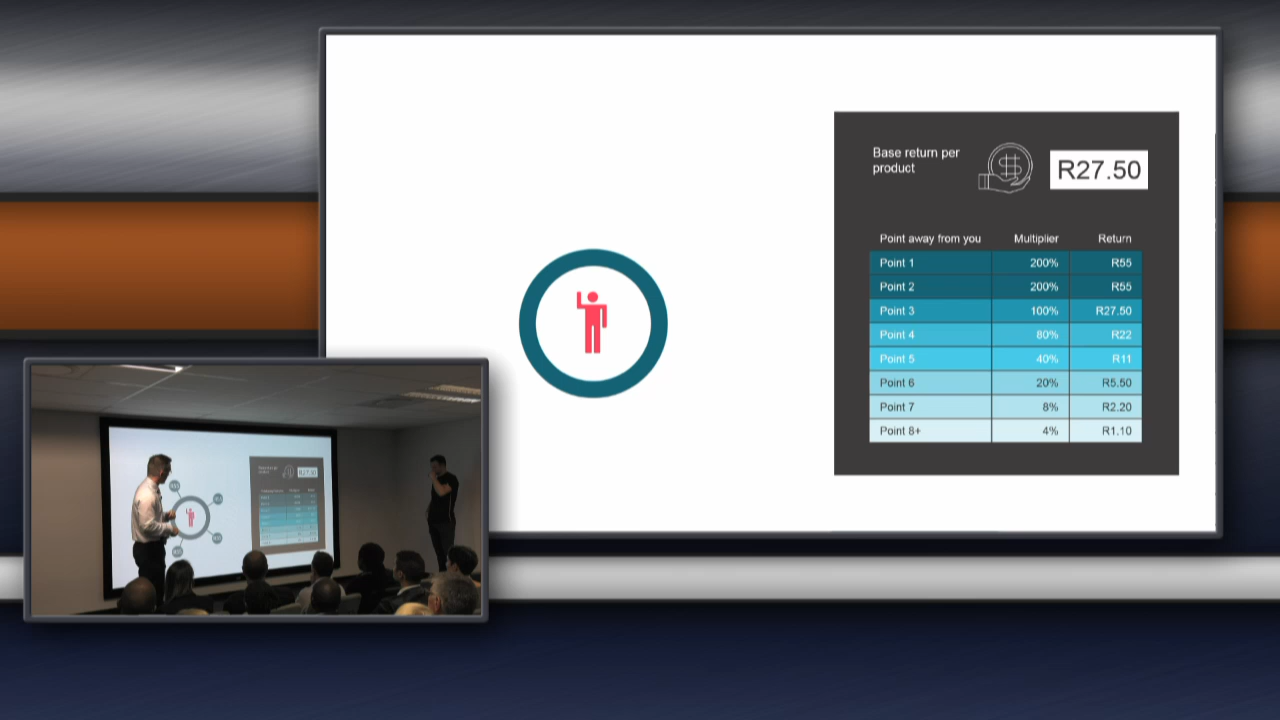 Base return per
product
R27.50
Point away from you Multiplier Return
Point 1 200% R55
Point 2 200% R55
Point 3 100% R27.50
Point 4 80% R22
Point 5 40% R11
Point 6 20% R5.50
Point 7 8% R2.20
Point 8+ 4% R1.10